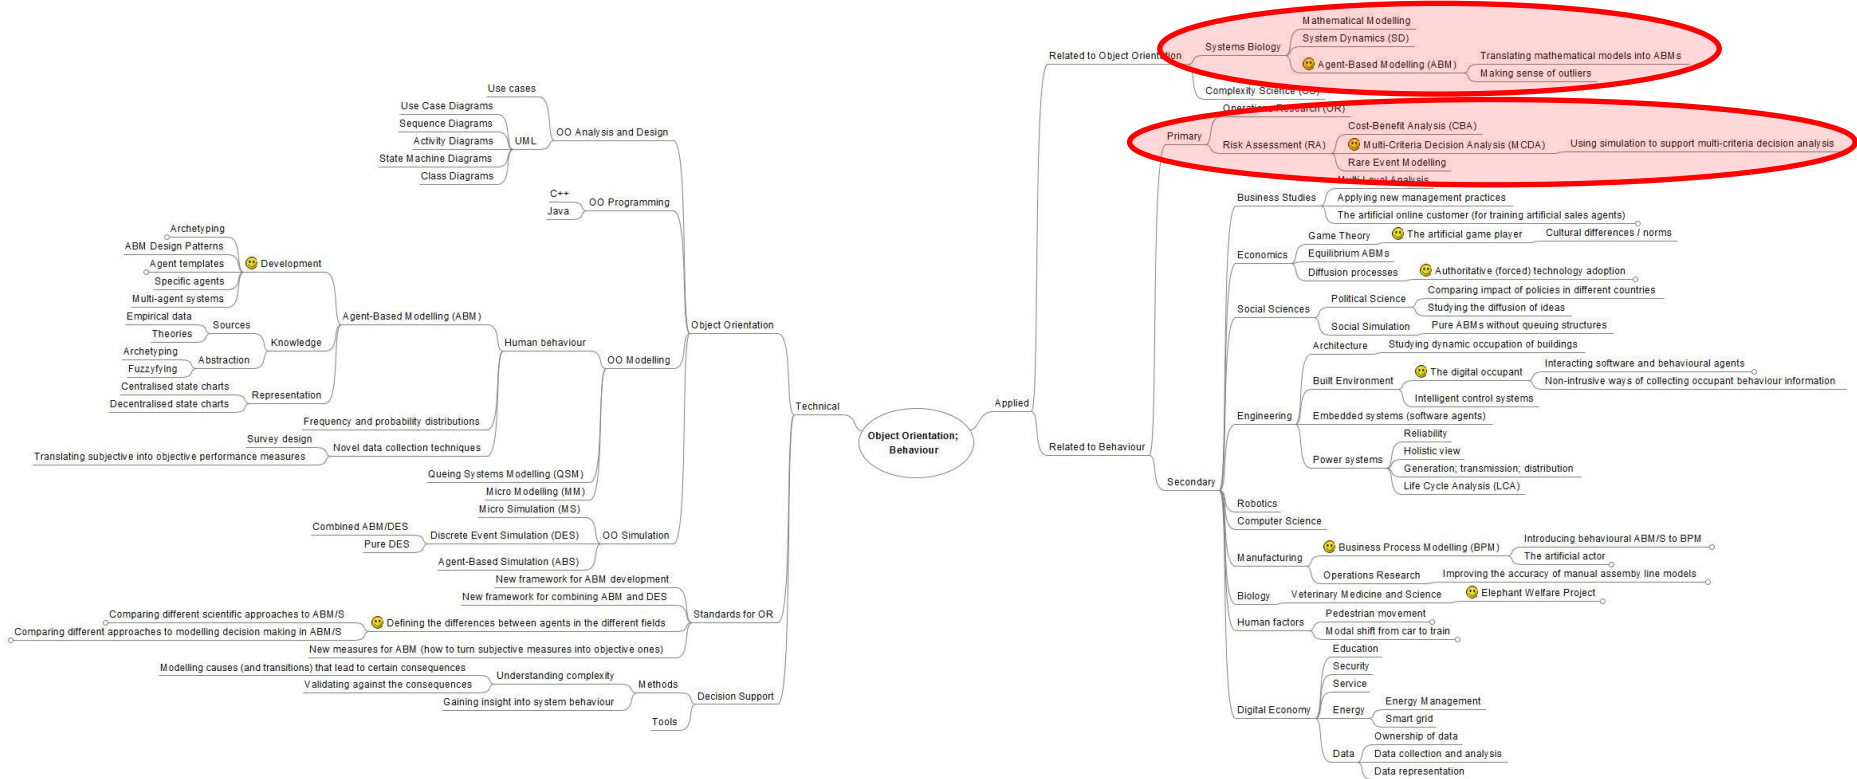 Object Orientation;
Behaviour
Technical
Object Orientation
OO Analysis and Design
Use cases
UML
Use Case Diagrams
Sequence Diagrams
Activity Diagrams
State Machine Diagrams
Class Diagrams
OO Programming
C++
Java
OO Modelling
Human behaviour
Agent-Based Modelling (ABM)
Development
Archetyping
ABM Design Patterns
Agent templates
Specific agents
Multi-agent systems
Knowledge
Sources
Empirical data
Theories
Abstraction
Archetyping
Fuzzyfying
Representation
Centralised state charts
Decentralised state charts
Frequency and probability distributions
Novel data collection techniques
Survey design
Translating subjective into objective performance measures
Queing Systems Modelling (QSM)
Micro Modelling (MM)
OO Simulation
Micro Simulation (MS)
Discrete Event Simulation (DES)
Combined ABM/DES
Pure DES
Agent-Based Simulation (ABS)
Standards for OR
New framework for ABM development
New framework for combining ABM and DES
Defining the differences between agents in the different fields
Comparing different scientific approaches to ABM/S
Comparing different approaches to modelling decision making in ABM/S
New measures for ABM (how to turn subjective measures into objective ones)
Decision Support
Methods
Understanding complexity
Modelling causes (and transitions) that lead to certain consequences
Validating against the consequences
Gaining insight into system behaviour
Tools
Applied
Related to Object Orientation
Systems Biology
Mathematical Modelling
System Dynamics (SD)
Agent-Based Modelling (ABM)
Translating mathematical models into ABMs
Making sense of outliers
Complexity Science (CS)
Related to Behaviour
Primary
Operations Research (OR)
Risk Assessment (RA)
Cost-Benefit Analysis (CBA)
Multi-Criteria Decision Analysis (MCDA)
Using simulation to support multi-criteria decision analysis
Rare Event Modelling
Secondary
Business Studies
Multi-Level Analysis
Applying new management practices
The artificial online customer (for training artificial sales agents)
Economics
Game Theory
The artificial game player
Cultural differences / norms
Equilibrium ABMs
Diffusion processes
Authoritative (forced) technology adoption
Social Sciences
Political Science
Comparing impact of policies in different countries
Studying the diffusion of ideas
Social Simulation
Pure ABMs without queuing structures
Engineering
Architecture
Studying dynamic occupation of buildings
Built Environment
The digital occupant
Interacting software and behavioural agents
Non-intrusive ways of collecting occupant behaviour information
Intelligent control systems
Embedded systems (software agents)
Power systems
Reliability
Holistic view
Generation; transmission; distribution
Life Cycle Analysis (LCA)
Robotics
Computer Science
Manufacturing
Business Process Modelling (BPM)
Introducing behavioural ABM/S to BPM
The artificial actor
Operations Research
Improving the accuracy of manual assemby line models
Biology
Veterinary Medicine and Science
Elephant Welfare Project
Human factors
Pedestrian movement
Modal shift from car to train
Digital Economy
Education
Security
Service
Energy
Energy Management
Smart grid
Data
Ownership of data
Data collection and analysis
Data representation